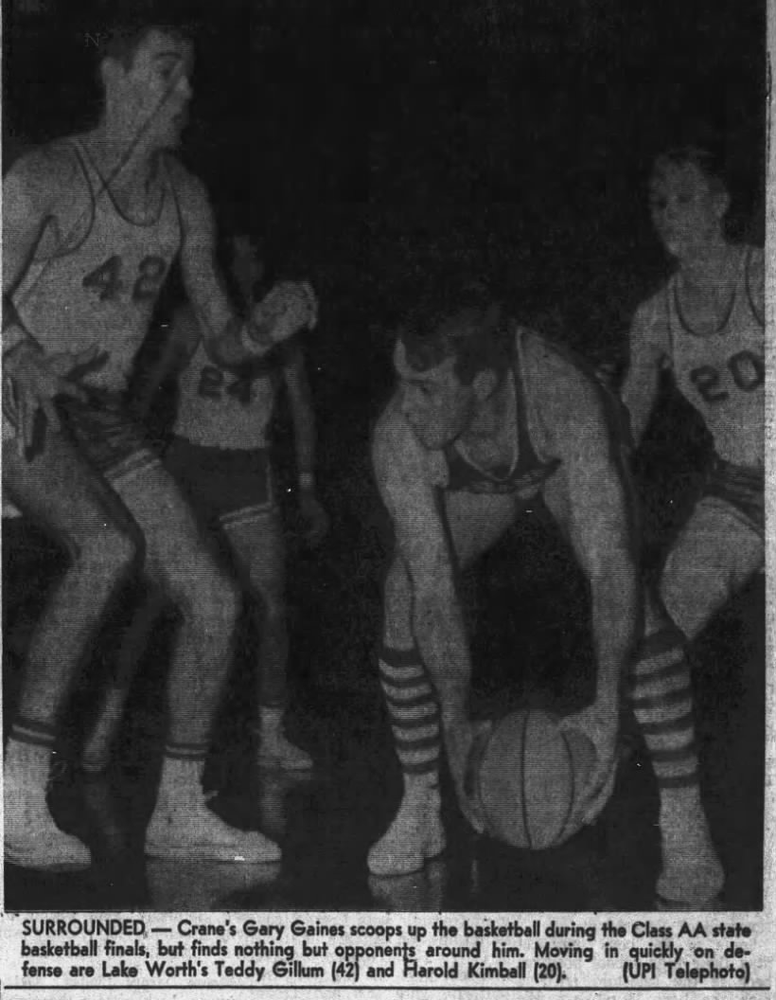 42
24
20
SURROUNDED — Crane's Gary Gaines scoops up the basketball during the Class AA state
basketball finals, but finds nothing but opponents around him. Moving in quickly on de-
fense are Lake Worth's Teddy Gillum (42) and Harold Kimball (20). (UPI Telephoto)